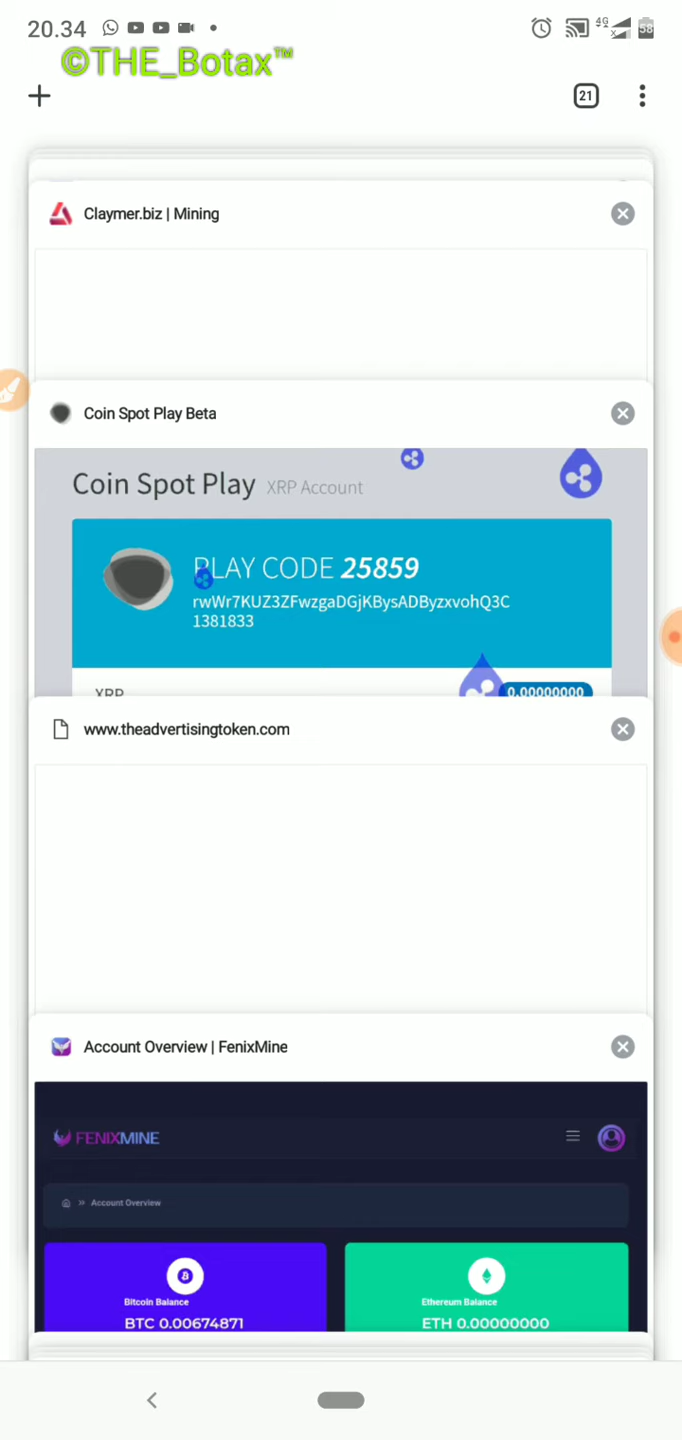 20.34
4G
58
©THE_Botax™
21
Claymer.biz | Mining
Coin Spot Play Beta
Coin Spot Play XRP Account
PLAY CODE 25859
rwWr7KUZ3ZFwzgaDGjKBysADByzxvohQ3C
1381833
XRP
0.00000000
www.theadvertisingtoken.com
Account Overview | FenixMine
FENIXMINE
» Account Overview
Bitcoin Balance
BTC 0.00674871
Ethereum Balance
ETH 0.00000000